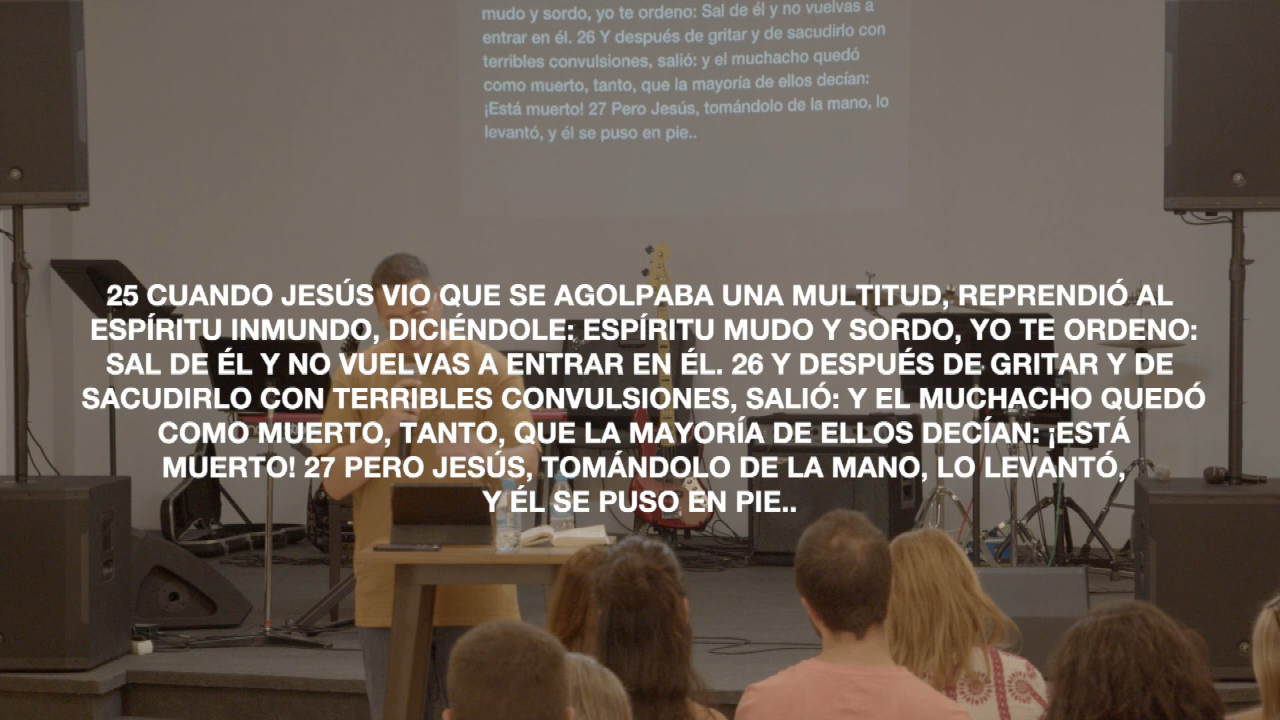 mudo y sordo, yo te ordeno: Sal de él y no vuelvas a
entrar en él. 26 Y después de gritar y de sacudirlo con
terribles convulsiones, salió: y el muchacho quedó
como muerto, tanto, que la mayoría de ellos decían:
¡Está muerto! 27 Pero Jesús, tomándolo de la mano, lo
levantó, y él se puso en pie..
25 CUANDO JESÚS VIO QUE SE AGOLPABA UNA MULTITUD, REPRENDIÓ AL
ESPÍRITU INMUNDO, DICIÉNDOLE: ESPÍRITU MUDO Y SORDO, YO TE ORDENO:
SAL DE ÉL Y NO VUELVAS A ENTRAR EN ÉL. 26 Y DESPUÉS DE GRITAR Y DE
SACUDIRLO CON TERRIBLES CONVULSIONES, SALIÓ: Y EL MUCHACHO QUEDÓ
COMO MUERTO, TANTO, QUE LA MAYORÍA DE ELLOS DECÍAN: ¡ESTÁ
MUERTO! 27 PERO JESÚS, TOMÁNDOLO DE LA MANO, LO LEVANTÓ,
Y ÉL SE PUSO EN PIE..